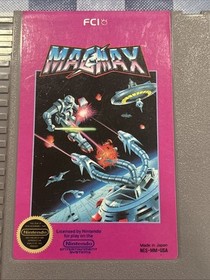 FCI
MAGMAX
Licensed by Nintendo
for play on the
Nintendo
ENTERTAINMENT
SYSTEM
Made in Japan
NES-MM-USA